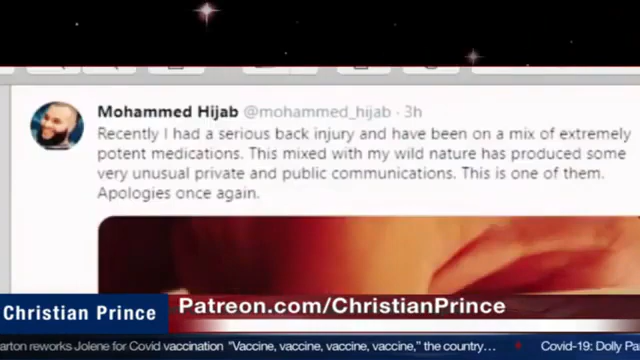 Mohammed Hijab @mohammed_hijab · 3h
Recently I had a serious back injury and have been on a mix of extremely
potent medications. This mixed with my wild nature has produced some
very unusual private and public communications. This is one of them.
Apologies once again.
Christian Prince
Patreon.com/ChristianPrince
arton reworks Jolene for Covid vaccination "Vaccine, vaccine, vaccine, vaccine," the country… Covid-19: Dolly Pa